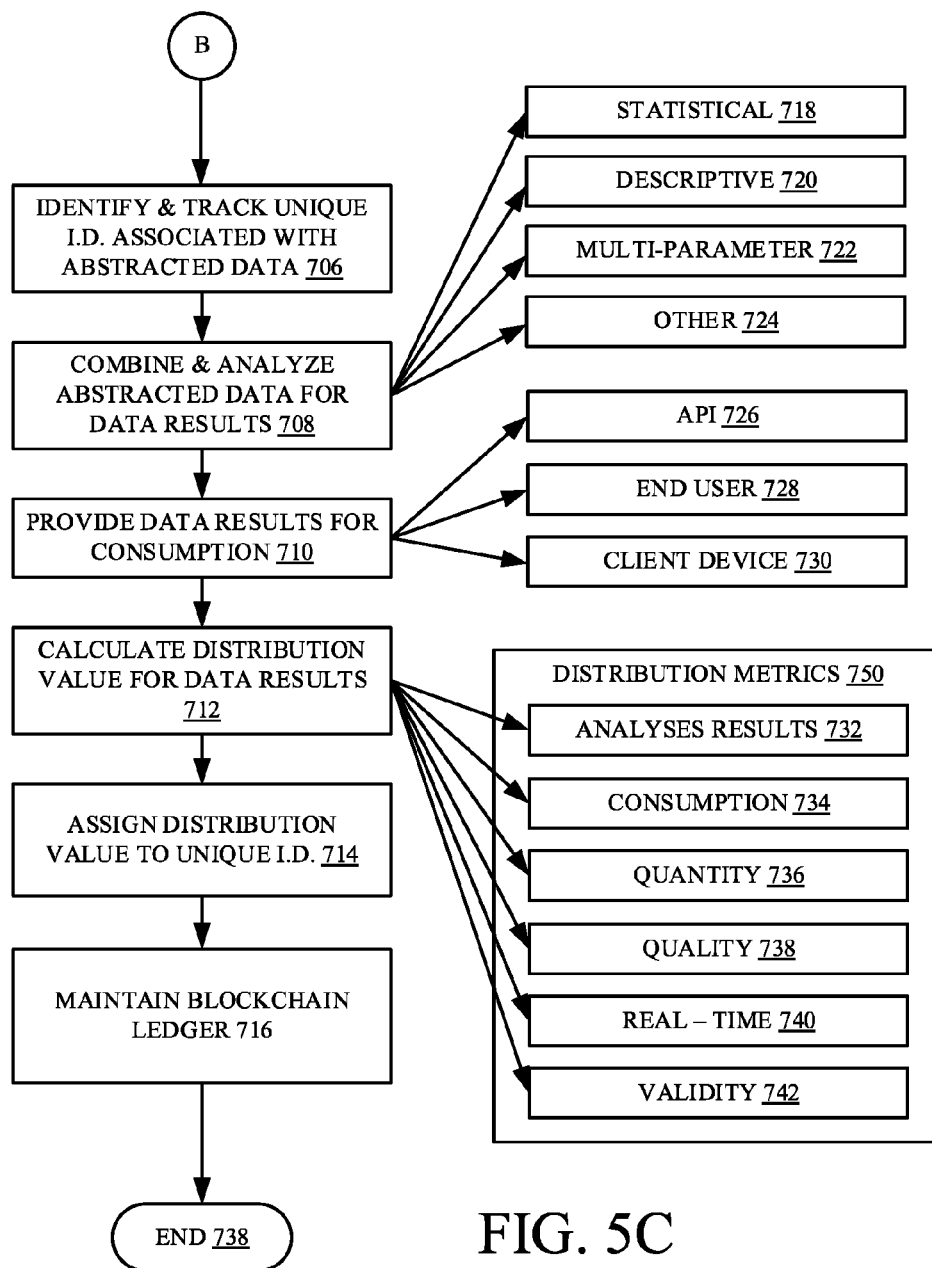 B
IDENTIFY & TRACK UNIQUE
I.D. ASSOCIATED WITH
ABSTRACTED DATA 706
COMBINE & ANALYZE
ABSTRACTED DATA FOR
DATA RESULTS 708
STATISTICAL 718
DESCRIPTIVE 720
MULTI-PARAMETER 722
OTHER 724
PROVIDE DATA RESULTS FOR
CONSUMPTION 710
API 726
END USER 728
CLIENT DEVICE 730
CALCULATE DISTRIBUTION
VALUE FOR DATA RESULTS
712
DISTRIBUTION METRICS 750
ANALYSES RESULTS 732
CONSUMPTION 734
QUANTITY 736
QUALITY 738
REAL – TIME 740
VALIDITY 742
ASSIGN DISTRIBUTION
VALUE TO UNIQUE I.D. 714
MAINTAIN BLOCKCHAIN
LEDGER 716
END 738
FIG. 5C